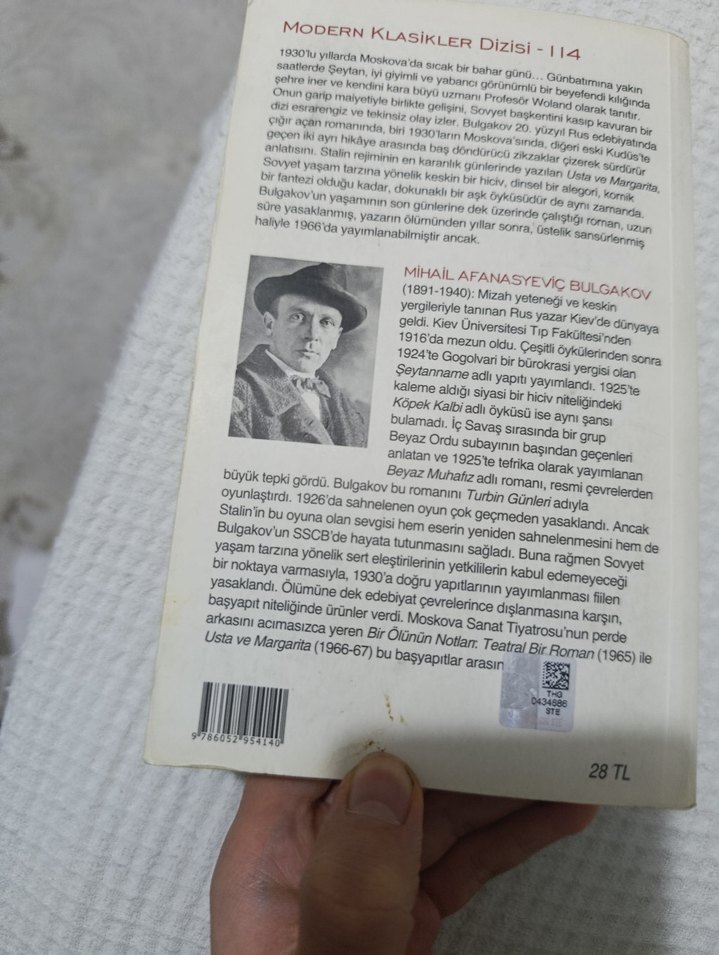 MODERN KLASİKLER DİZİSİ - 114
1930'lu yıllarda Moskova'da sıcak bir bahar günü... Günbatımına yakın
saatlerde Şeytan, iyi giyimli ve yabancı görünümlü bir beyefendi kılığında
şehre iner ve kendini kara büyü uzmanı Profesör Woland olarak tanıtır.
Onun garip maiyetiyle birlikte gelişini, Sovyet başkentini kasıp kavuran bir
dizi esrarengiz ve tekinsiz olay izler. Bulgakov 20. yüzyıl Rus edebiyatında
çığır açan romanında, biri 1930'ların Moskova'sında, diğeri eski Kudüs'te
geçen iki ayrı hikâye arasında baş döndürücü zikzaklar çizerek sürdürür
anlatısını. Stalin rejiminin en karanlık günlerinde yazılan Usta ve Margarita,
Sovyet yaşam tarzına yönelik keskin bir hiciv, dinsel bir alegori, komik
bir fantezi olduğu kadar, dokunaklı bir aşk öyküsüdür de aynı zamanda.
Bulgakov'un yaşamının son günlerine dek üzerinde çalıştığı roman, uzun
süre yasaklanmış, yazarın ölümünden yıllar sonra, üstelik sansürlenmiş
haliyle 1966'da yayımlanabilmiştir ancak.
MİHAİL AFANASYEVİÇ BULGAKOV
(1891-1940): Mizah yeteneği ve keskin
yergileriyle tanınan Rus yazar Kiev'de dünyaya
geldi. Kiev Üniversitesi Tıp Fakültesi'nden
1916'da mezun oldu. Çeşitli öykülerinden sonra
1924'te Gogolvari bir bürokrasi yergisi olan
Şeytanname adlı yapıtı yayımlandı. 1925'te
kaleme aldığı siyasi bir hiciv niteliğindeki
Köpek Kalbi adlı öyküsü ise aynı şansı
bulamadı. İç Savaş sırasında bir grup
Beyaz Ordu subayının başından geçenleri
anlatan ve 1925'te tefrika olarak yayımlanan
Beyaz Muhafız adlı romanı, resmi çevrelerden
büyük tepki gördü. Bulgakov bu romanını Turbin Günleri adıyla
oyunlaştırdı. 1926'da sahnelenen oyun çok geçmeden yasaklandı. Ancak
Stalin'in bu oyuna olan sevgisi hem eserin yeniden sahnelenmesini hem de
Bulgakov'un SSCB'de hayata tutunmasını sağladı. Buna rağmen Sovyet
yaşam tarzına yönelik sert eleştirilerinin yetkililerin kabul edemeyeceği
bir noktaya varmasıyla, 1930'a doğru yapıtlarının yayımlanması fiilen
yasaklandı. Ölümüne dek edebiyat çevrelerince dışlanmasına karşın,
başyapıt niteliğinde ürünler verdi. Moskova Sanat Tiyatrosu'nun perde
arkasını acımasızca yeren Bir Ölünün Notları: Teatral Bir Roman (1965) ile
Usta ve Margarita (1966-67) bu başyapıtlar arasın
THG
0434686
STE
9 786052 954140
28 TL